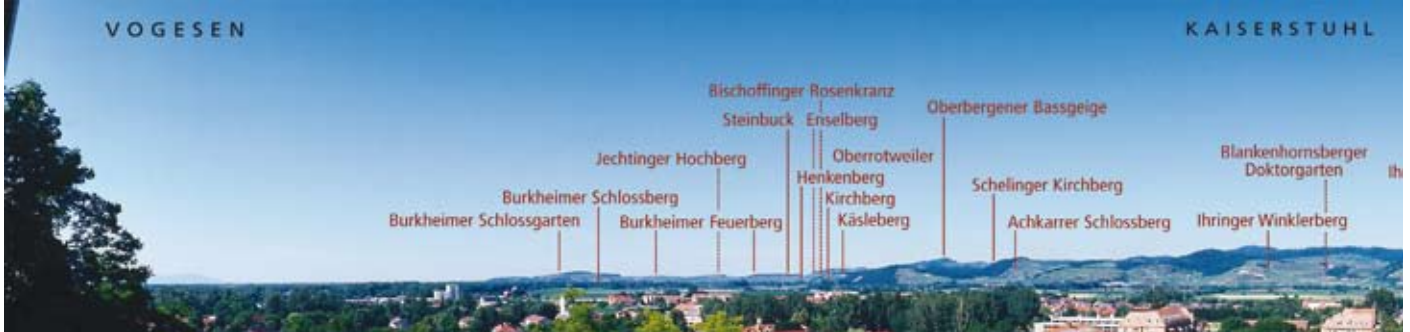 VOGESEN
KAISERSTUHL
Bischoffinger Rosenkranz
Steinbuck
Enselberg
Oberbergener Bassgeige
Jechtinger Hochberg
Oberrotweiler
Henkenberg
Kirchberg
Käsleberg
Burkheimer Schlossberg
Burkheimer Schlossgarten
Burkheimer Feuerberg
Schelinger Kirchberg
Achkarrer Schlossberg
Blankenhornsberger
Doktorgarten
Ihringer Winklerberg